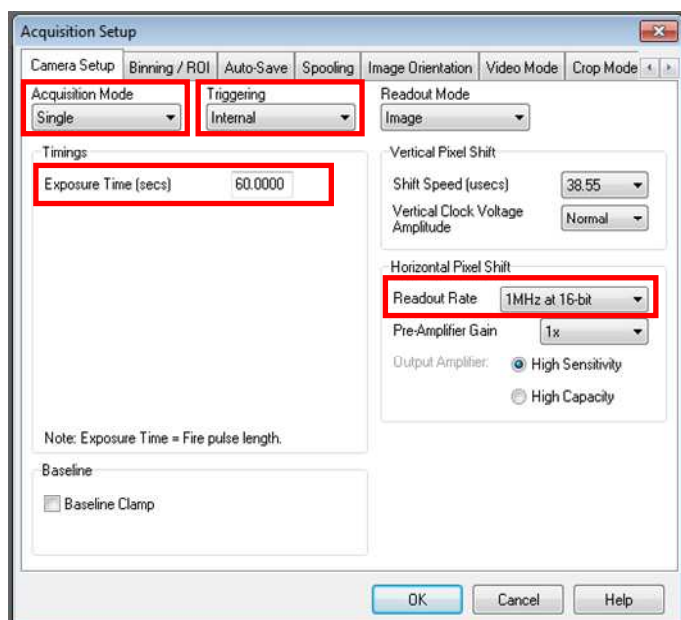 Acquisition Setup
Camera Setup Binning / ROI Auto-Save Spooling Image Orientation Video Mode Crop Mode
Acquisition Mode Triggering Readout Mode
Single Internal Image
Timings
Exposure Time (secs) 60.0000
Note: Exposure Time = Fire pulse length.
Baseline
Baseline Clamp
Vertical Pixel Shift
Shift Speed (usecs) 38.55
Vertical Clock Voltage
Amplitude Normal
Horizontal Pixel Shift
Readout Rate 1MHz at 16-bit
Pre-Amplifier Gain 1x
Output Amplifier: High Sensitivity
High Capacity
OK Cancel Help